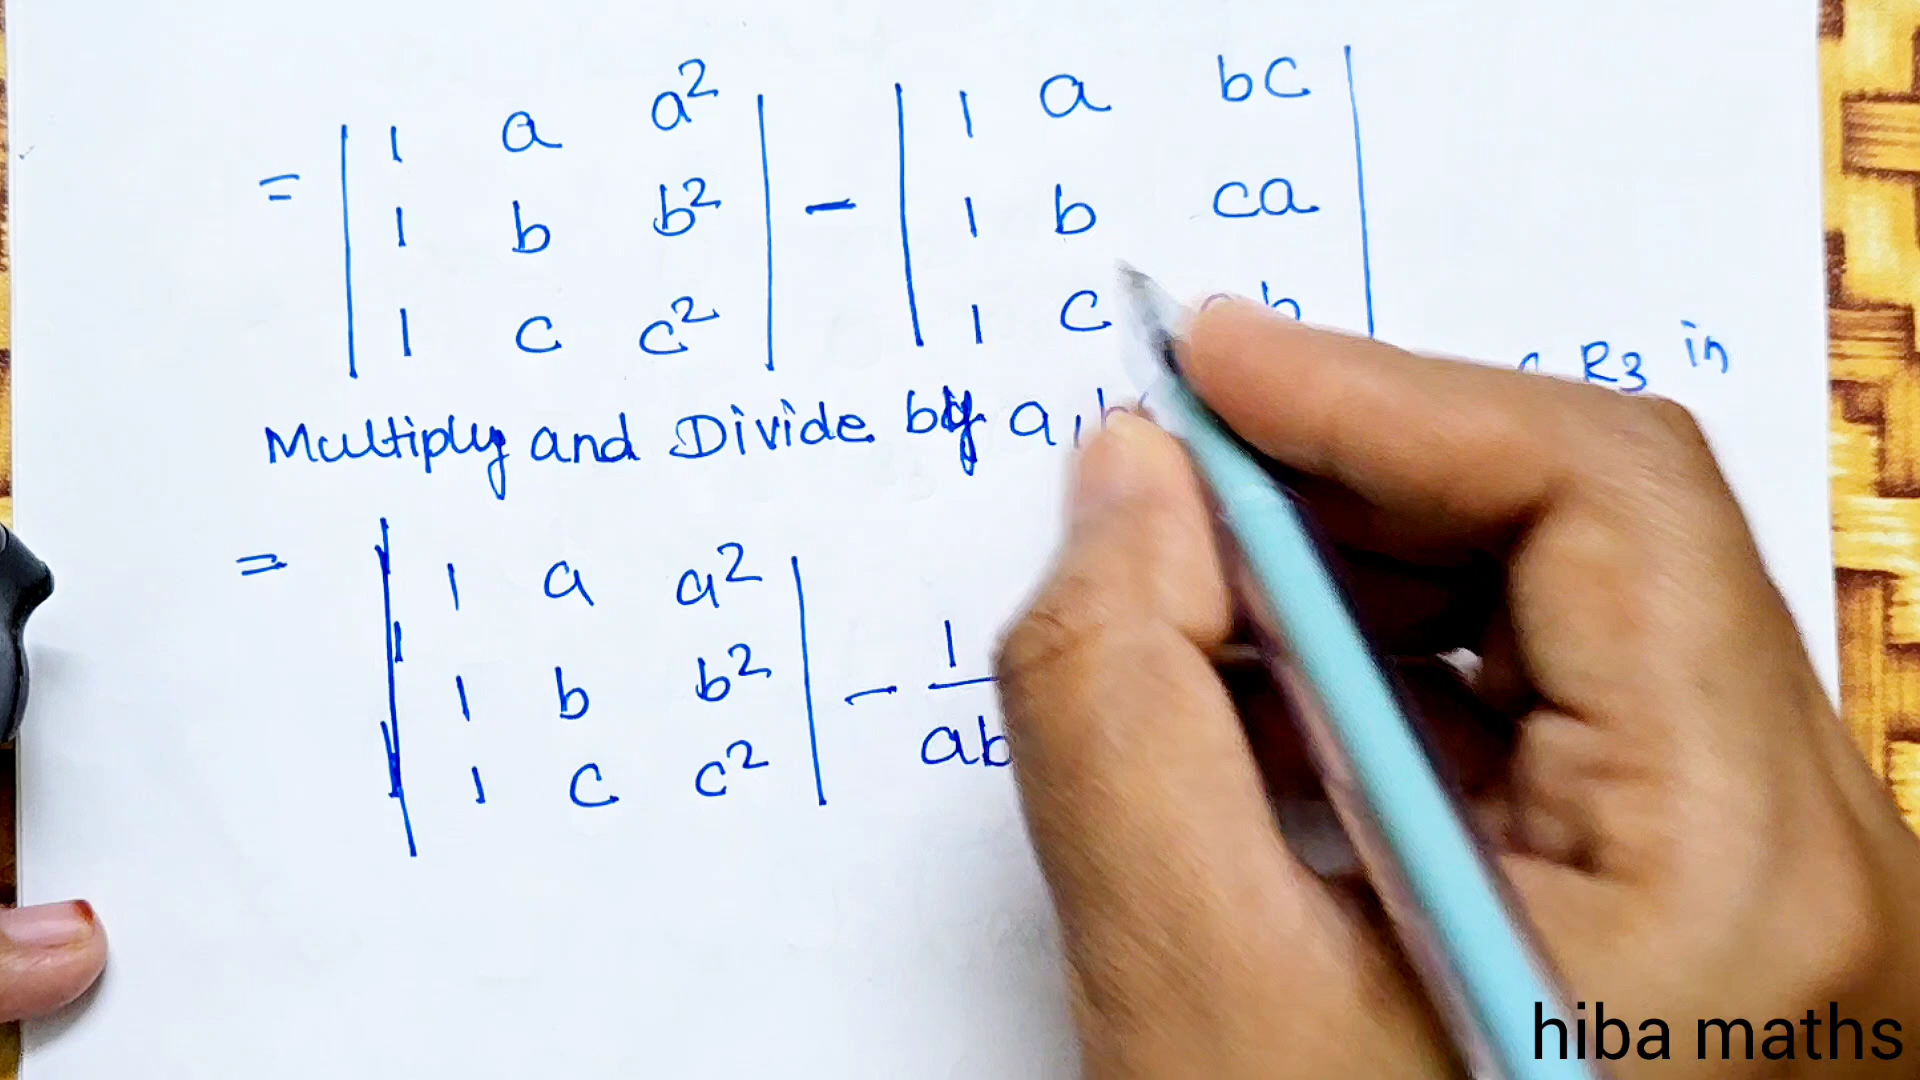 1 a a² 1 a bc
= 1 b b² - 1 b ca
1 c c² 1 c
R3 in
Multiply and Divide by a,
= 1 a a²
1 b b² - 1
1 c c² ab
hiba maths